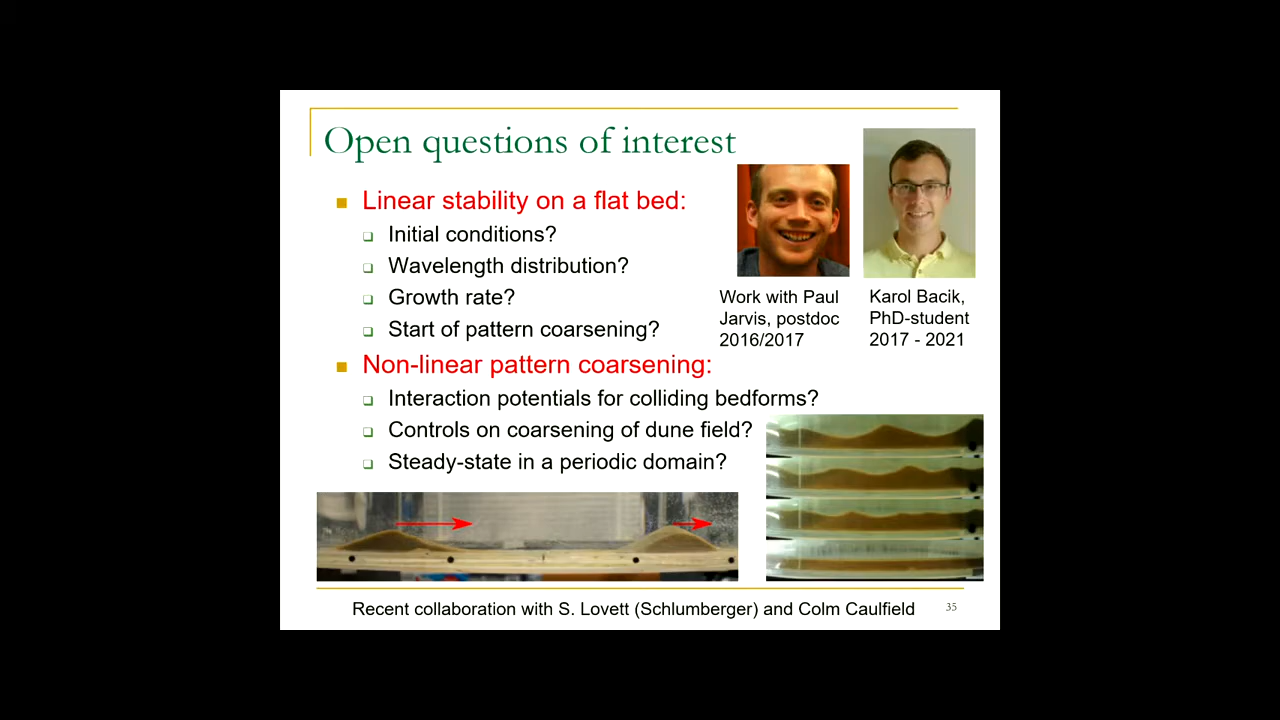 Open questions of interest
Linear stability on a flat bed:
Initial conditions?
Wavelength distribution?
Growth rate?
Start of pattern coarsening?
Work with Paul
Jarvis, postdoc
2016/2017
Karol Bacik,
PhD-student
2017 - 2021
Non-linear pattern coarsening:
Interaction potentials for colliding bedforms?
Controls on coarsening of dune field?
Steady-state in a periodic domain?
Recent collaboration with S. Lovett (Schlumberger) and Colm Caulfield
35